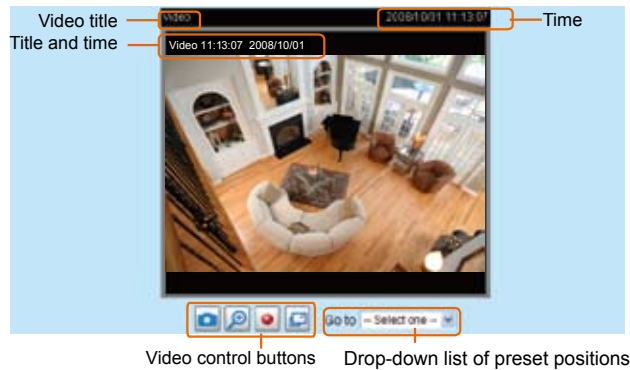 Video title
Video
2008/10/01 11:13:07
Time
Title and time
Video 11:13:07 2008/10/01
Go to
-- Select one --
Video control buttons
Drop-down list of preset positions